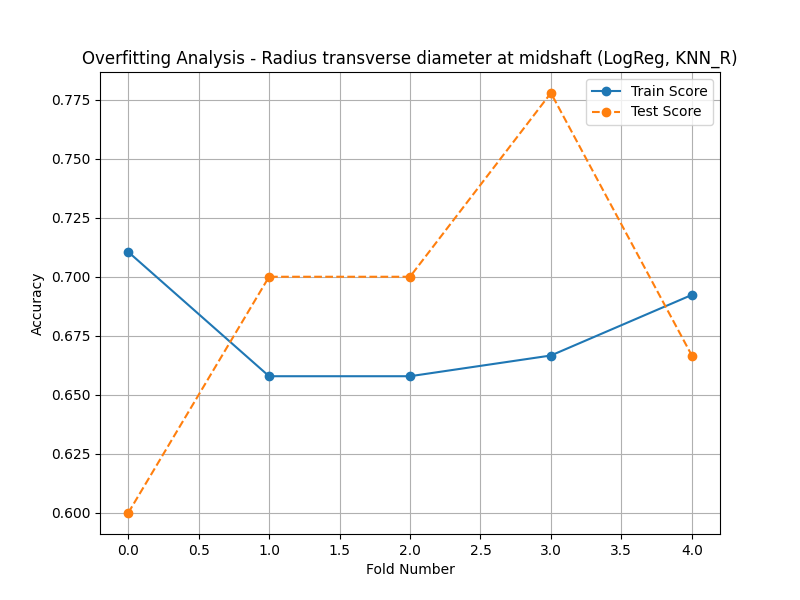 Overfitting Analysis - Radius transverse diameter at midshaft (LogReg, KNN_R)
Train Score
Test Score
Accuracy
0.775
0.750
0.725
0.700
0.675
0.650
0.625
0.600
0.0 0.5 1.0 1.5 2.0 2.5 3.0 3.5 4.0
Fold Number